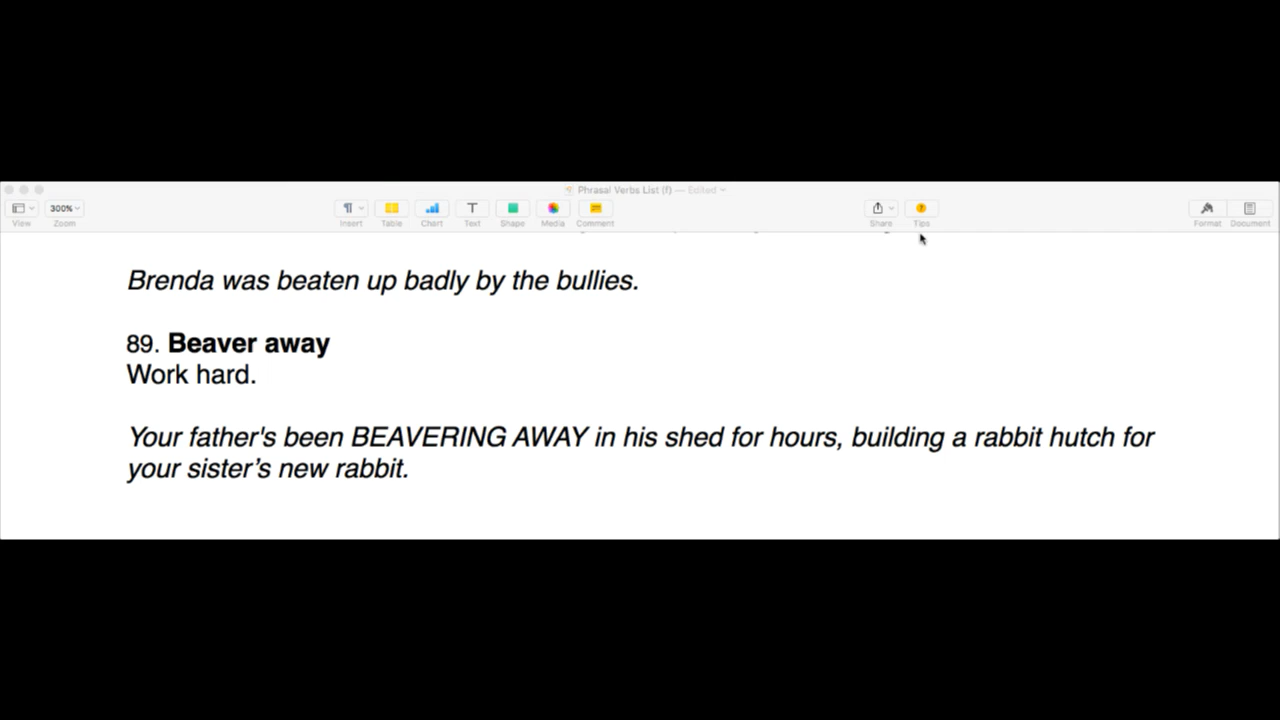 Phrasal Verbs List (f) — Edited
300%
View Zoom Insert Table Chart Text Shape Media Comment Share Tips Format Document
Brenda was beaten up badly by the bullies.
89. Beaver away
Work hard.
Your father's been BEAVERING AWAY in his shed for hours, building a rabbit hutch for
your sister’s new rabbit.